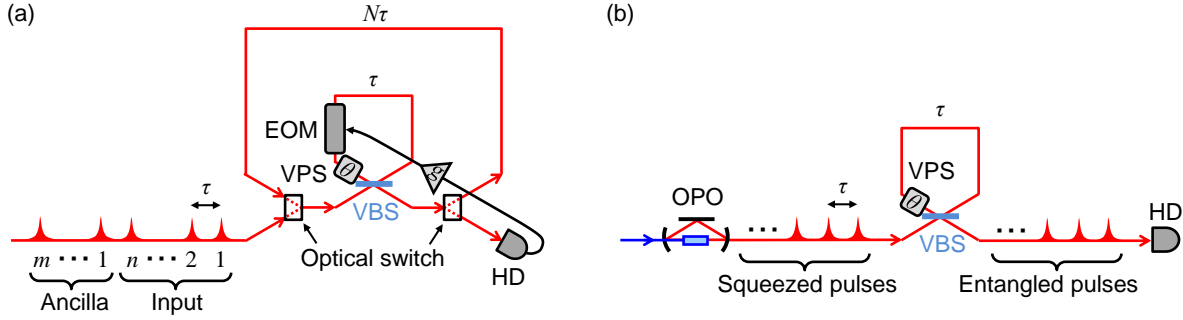 (a)
Nτ
τ
EOM
VPS
θ
g
VBS
τ
m ··· 1 n ··· 2 1
Ancilla Input
Optical switch
HD
(b)
τ
VPS
θ
OPO
τ
···
VBS
···
HD
Squeezed pulses
Entangled pulses